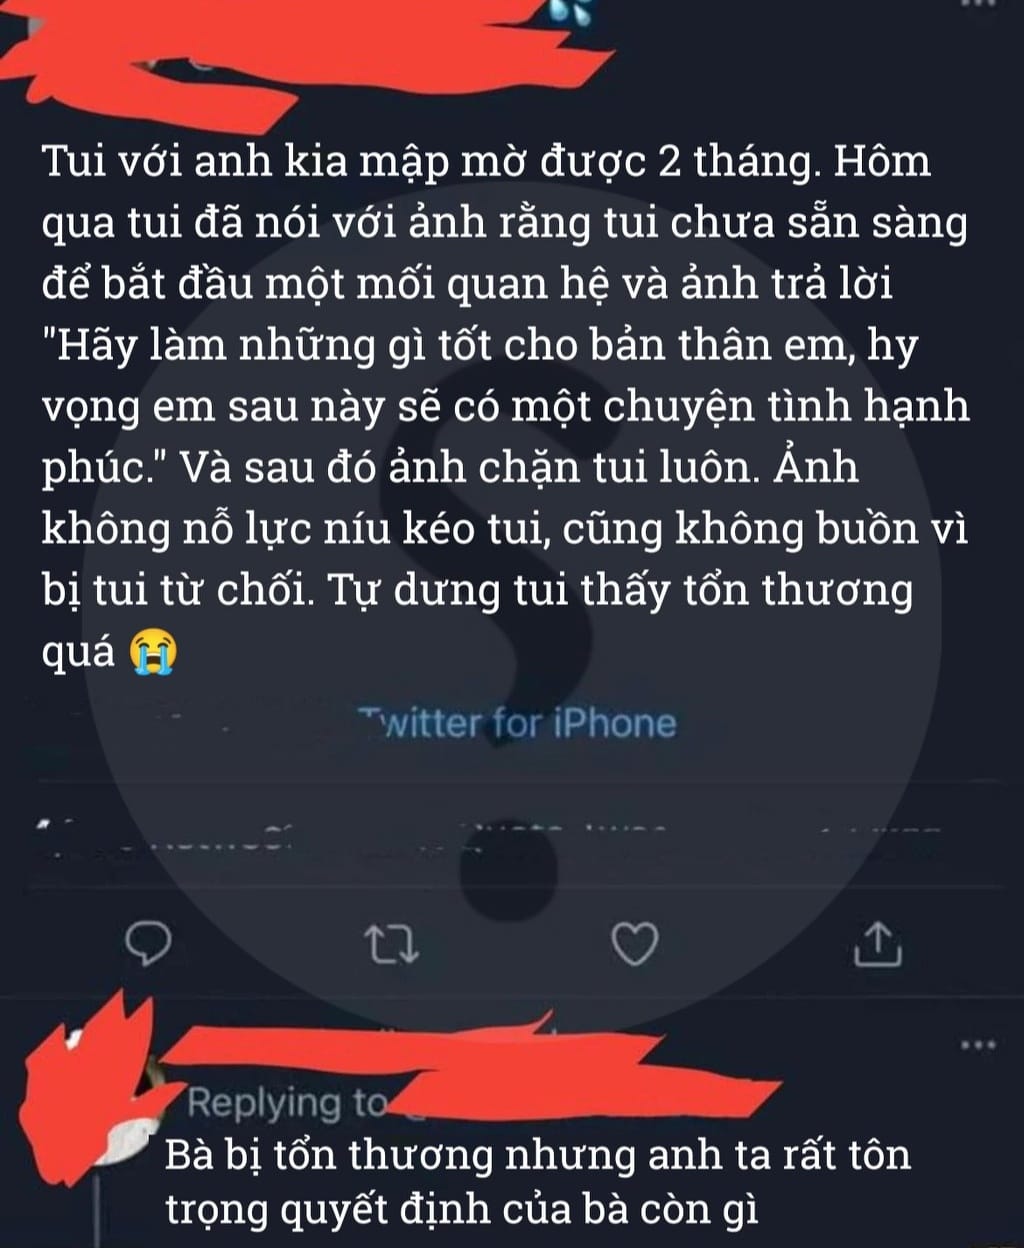 Tui với anh kia mập mờ được 2 tháng. Hôm
qua tui đã nói với ảnh rằng tui chưa sẵn sàng
để bắt đầu một mối quan hệ và ảnh trả lời
"Hãy làm những gì tốt cho bản thân em, hy
vọng em sau này sẽ có một chuyện tình hạnh
phúc." Và sau đó ảnh chặn tui luôn. Ảnh
không nỗ lực níu kéo tui, cũng không buồn vì
bị tui từ chối. Tự dưng tui thấy tổn thương
quá 😭
Twitter for iPhone
Replying to
Bà bị tổn thương nhưng anh ta rất tôn
trọng quyết định của bà còn gì